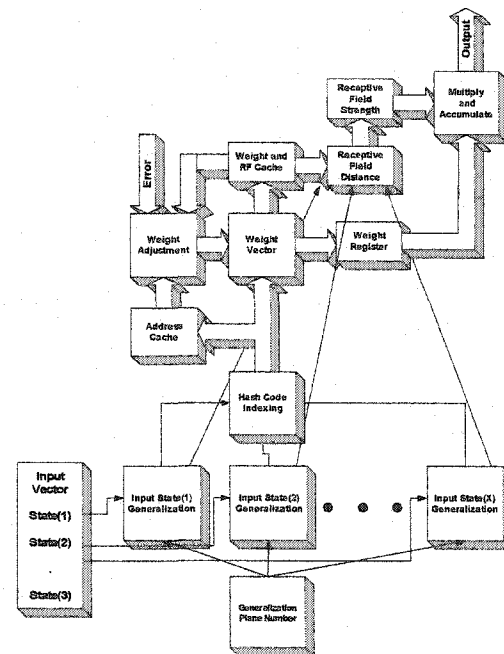 Output
Receptive
Field
Strength
Multiply
and
Accumulate
Error
Weight and
RF Cache
Receptive
Field
Distance
Weight
Adjustment
Weight
Vector
Weight
Register
Address
Cache
Hash Code
Indexing
Input
Vector
State(1)
State(2)
.
State(3)
Input State(1)
Generalization
Input State(2)
Generalization
Input State(X)
Generalization
Generalization
Plane Number